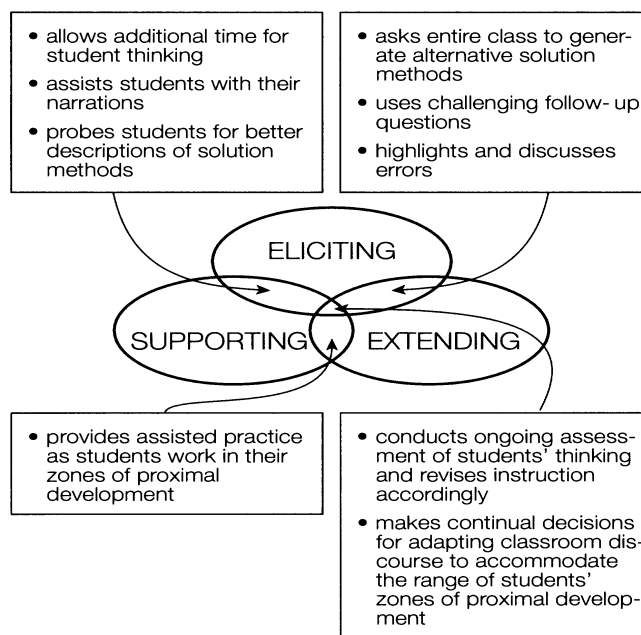 • allows additional time for
student thinking
• assists students with their
narrations
• probes students for better
descriptions of solution
methods
• asks entire class to gener-
ate alternative solution
methods
• uses challenging follow-up
questions
• highlights and discusses
errors
ELICITING
SUPPORTING
EXTENDING
• provides assisted practice
as students work in their
zones of proximal
development
• conducts ongoing assess-
ment of students’ thinking
and revises instruction
accordingly
• makes continual decisions
for adapting classroom dis-
course to accommodate
the range of students’
zones of proximal develop-
ment